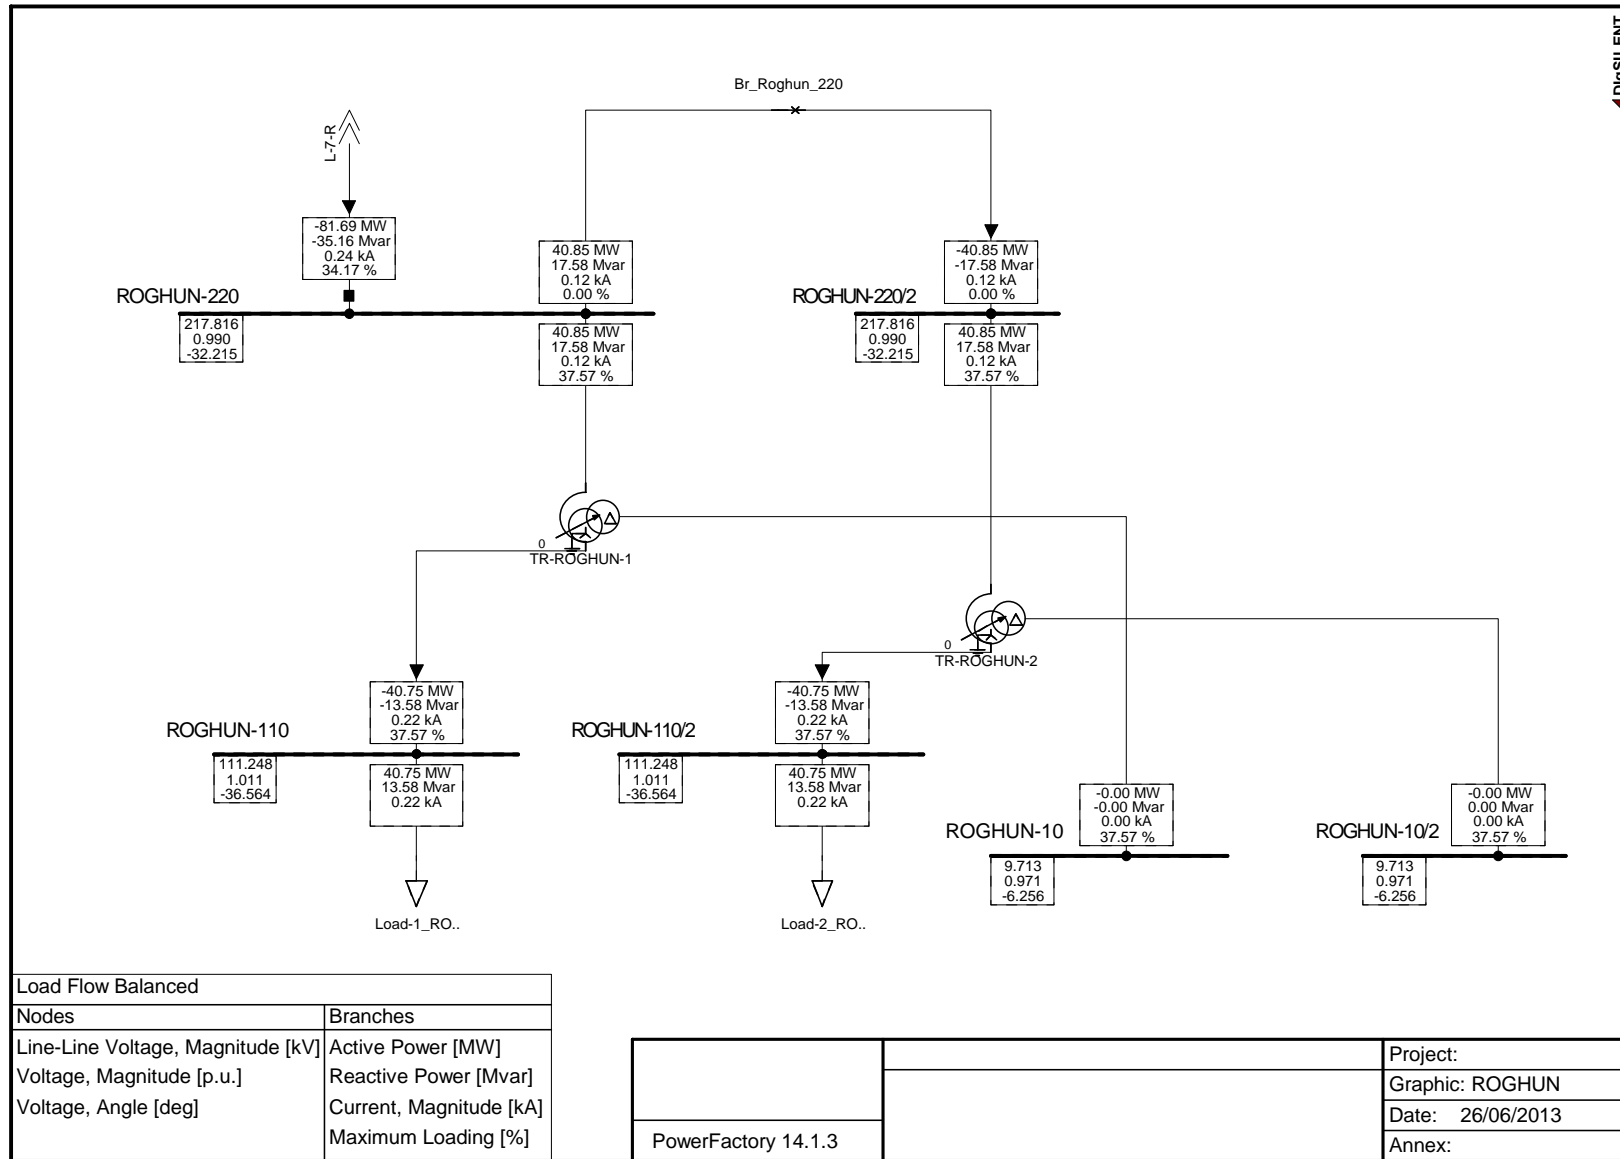 DIgSILENT
Br_Roghun_220
L-7-R
-81.69 MW
-35.16 Mvar
0.24 kA
34.17 %
40.85 MW
17.58 Mvar
0.12 kA
0.00 %
-40.85 MW
-17.58 Mvar
0.12 kA
0.00 %
ROGHUN-220
ROGHUN-220/2
217.816
0.990
-32.215
40.85 MW
17.58 Mvar
0.12 kA
37.57 %
217.816
0.990
-32.215
40.85 MW
17.58 Mvar
0.12 kA
37.57 %
0
TR-ROGHUN-1
0
TR-ROGHUN-2
-40.75 MW
-13.58 Mvar
0.22 kA
37.57 %
-40.75 MW
-13.58 Mvar
0.22 kA
37.57 %
ROGHUN-110
ROGHUN-110/2
111.248
1.011
-36.564
40.75 MW
13.58 Mvar
0.22 kA
111.248
1.011
-36.564
40.75 MW
13.58 Mvar
0.22 kA
-0.00 MW
-0.00 Mvar
0.00 kA
37.57 %
-0.00 MW
0.00 Mvar
0.00 kA
37.57 %
ROGHUN-10
ROGHUN-10/2
9.713
0.971
-6.256
9.713
0.971
-6.256
Load-1_RO..
Load-2_RO..
Load Flow Balanced
Nodes
Branches
Line-Line Voltage, Magnitude [kV]
Active Power [MW]
Voltage, Magnitude [p.u.]
Reactive Power [Mvar]
Voltage, Angle [deg]
Current, Magnitude [kA]
Maximum Loading [%]
PowerFactory 14.1.3
Project:
Graphic: ROGHUN
Date: 26/06/2013
Annex: